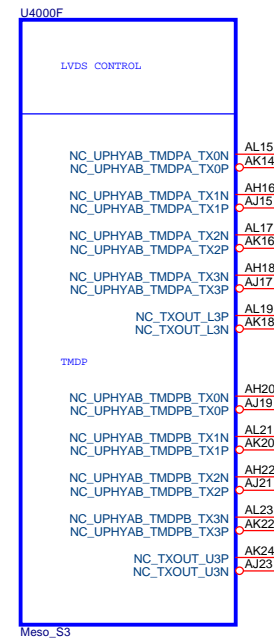 U4000F
LVDS CONTROL
NC_UPHYAB_TMDPA_TX0N AL15
NC_UPHYAB_TMDPA_TX0P AK14
NC_UPHYAB_TMDPA_TX1N AH16
NC_UPHYAB_TMDPA_TX1P AJ15
NC_UPHYAB_TMDPA_TX2N AL17
NC_UPHYAB_TMDPA_TX2P AK16
NC_UPHYAB_TMDPA_TX3N AH18
NC_UPHYAB_TMDPA_TX3P AJ17
NC_TXOUT_L3P AL19
NC_TXOUT_L3N AK18
TMDP
NC_UPHYAB_TMDPB_TX0N AH20
NC_UPHYAB_TMDPB_TX0P AJ19
NC_UPHYAB_TMDPB_TX1N AL21
NC_UPHYAB_TMDPB_TX1P AK20
NC_UPHYAB_TMDPB_TX2N AH22
NC_UPHYAB_TMDPB_TX2P AJ21
NC_UPHYAB_TMDPB_TX3N AL23
NC_UPHYAB_TMDPB_TX3P AK22
NC_TXOUT_U3P AK24
NC_TXOUT_U3N AJ23
Meso_S3